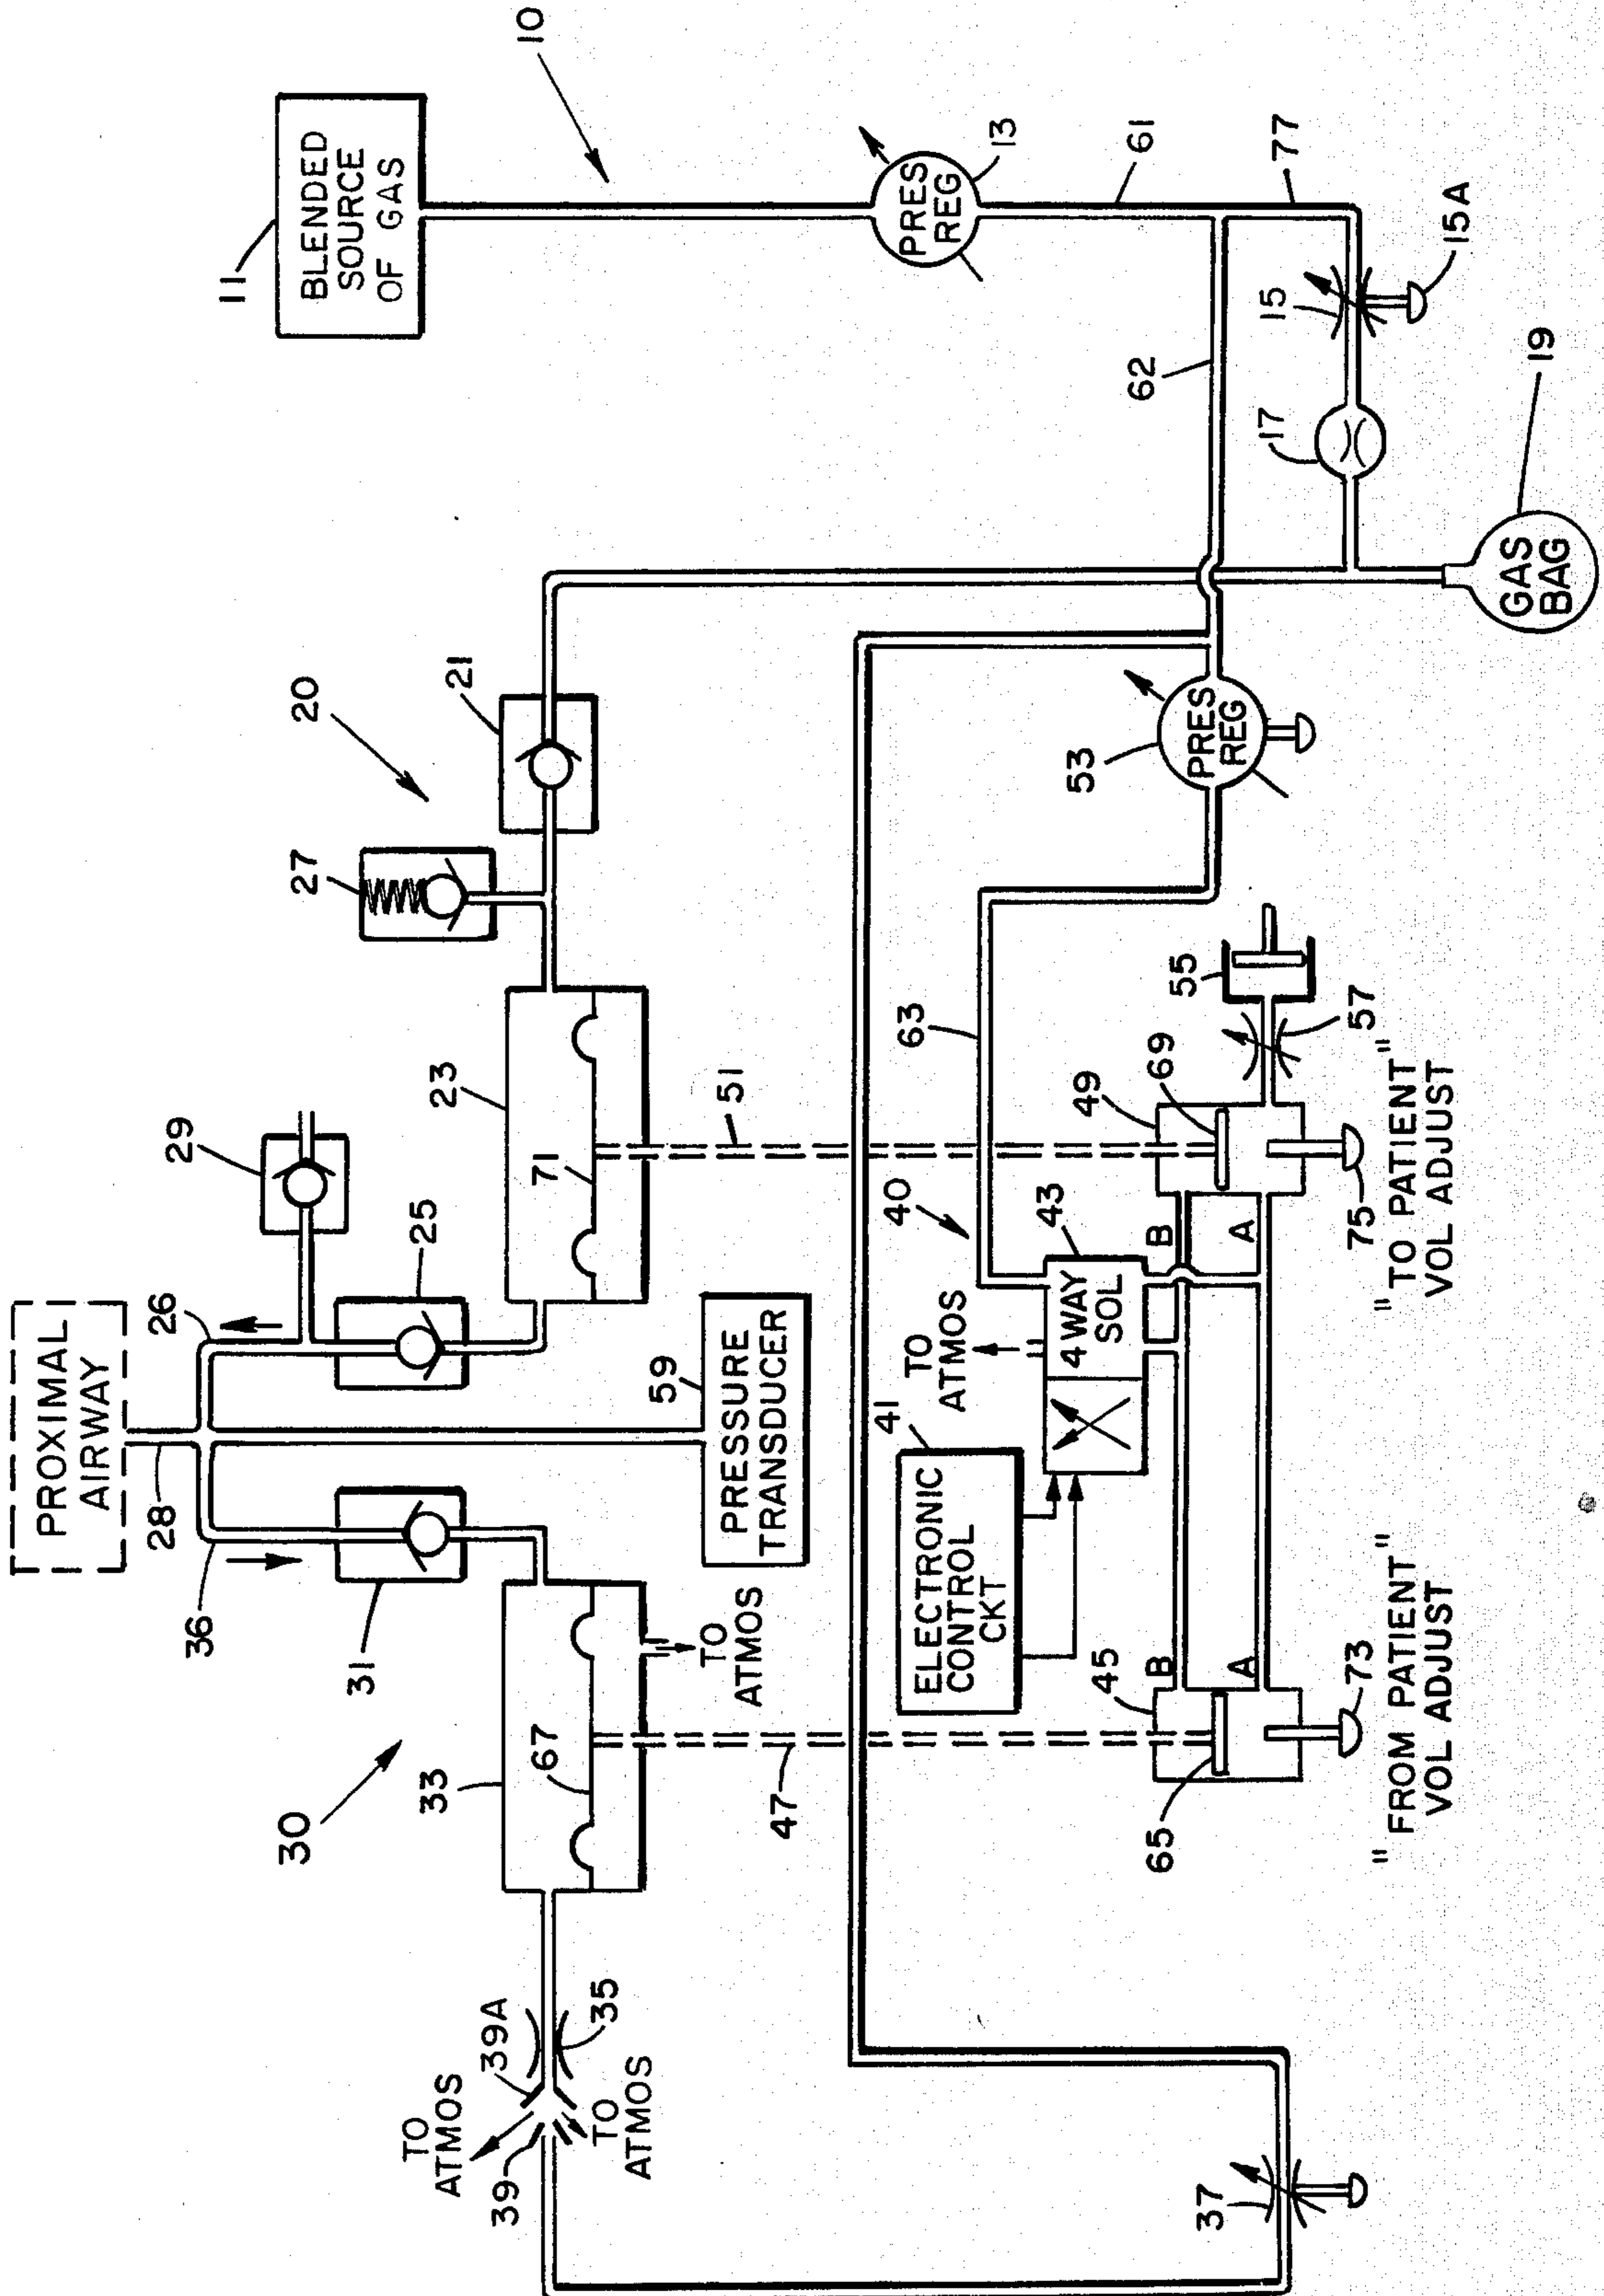 PROXIMAL
AIRWAY
BLENDED
SOURCE
OF GAS
11
10
PRES
REG
13
61
77
15
15A
62
17
19
GAS
BAG
20
21
27
29
23
71
26
25
28
36
31
59
PRESSURE
TRANSDUCER
30
33
67
TO
ATMOS
39A
35
TO
ATMOS
39
TO
ATMOS
51
47
53
PRES
REG
63
40
43
4 WAY
SOL
TO
ATMOS
41
ELECTRONIC
CONTROL
CKT
49
69
55
57
B
A
75
"TO PATIENT"
VOL ADJUST
45
B
A
65
73
"FROM PATIENT"
VOL ADJUST
37